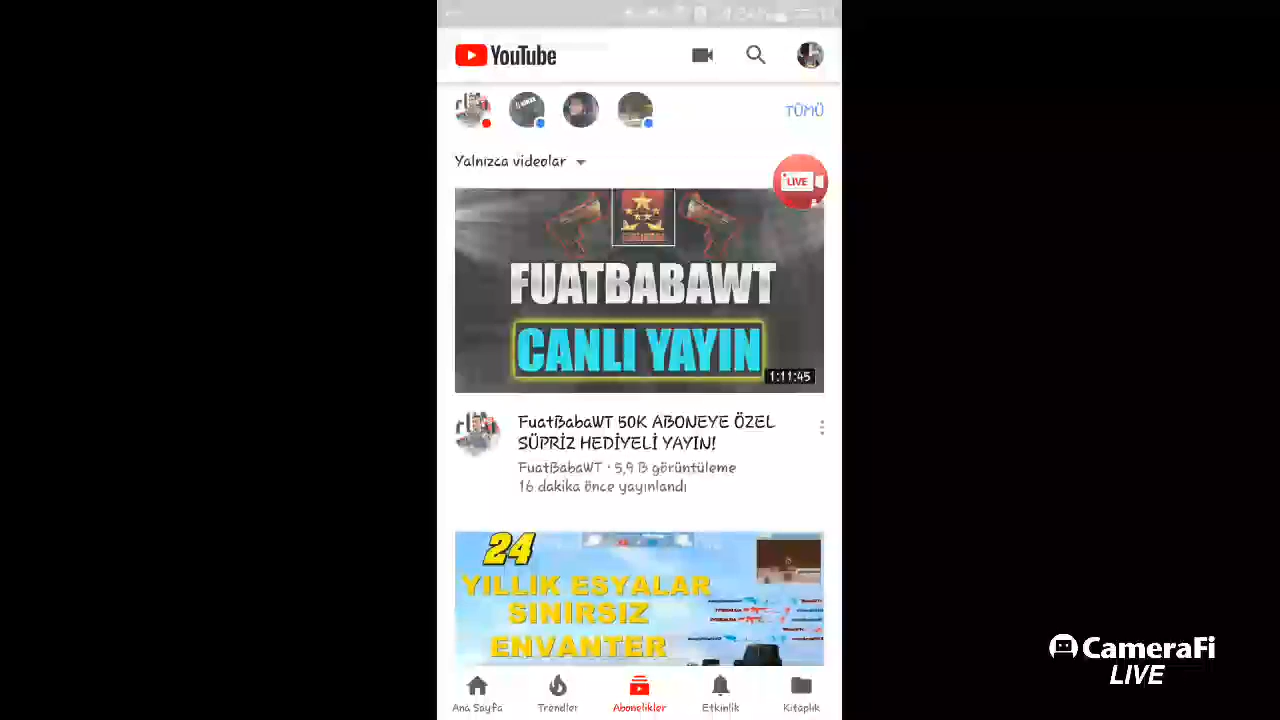 YouTube
TÜMÜ
Yalnızca videolar
LIVE
FUATBABAWT
CANLI YAYIN
1:11:45
FuatBabaWT 50K ABONEYE ÖZEL
SÜPRİZ HEDİYELİ YAYIN!
FuatBabaWT · 5,9 B görüntüleme
16 dakika önce yayınlandı
24
YILLIK ESYALAR
SINIRSIZ
ENVANTER
CameraFi
LIVE
Ana Sayfa
Trendler
Abonelikler
Etkinlik
Kitaplık